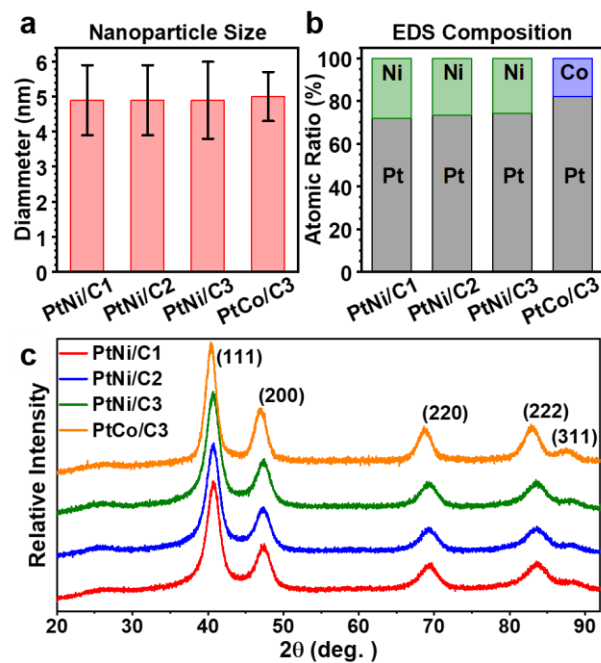 a Nanoparticle Size
Diammeter (nm)
0
1
2
3
4
5
6
PtNi/C1
PtNi/C2
PtNi/C3
PtCo/C3
b EDS Composition
Atomic Ratio (%)
0
20
40
60
80
100
Ni Ni Ni Co
Pt Pt Pt Pt
PtNi/C1
PtNi/C2
PtNi/C3
PtCo/C3
c
PtNi/C1
PtNi/C2
PtNi/C3
PtCo/C3
(111)
(200)
(220)
(222)
(311)
Relative Intensity
20 30 40 50 60 70 80 90
2θ (deg. )